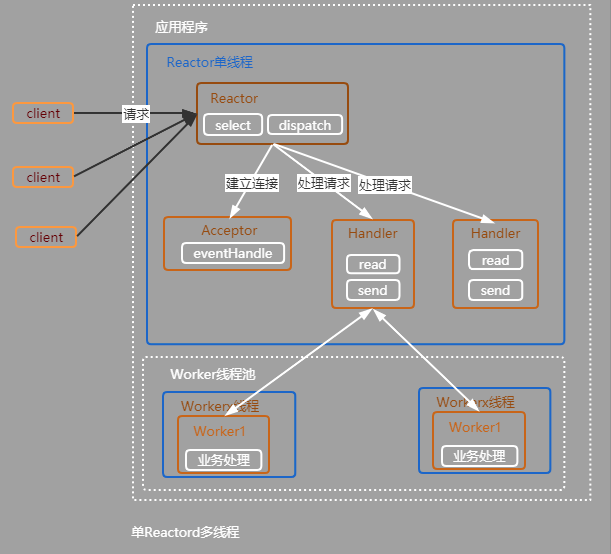 应用程序
Reactor单线程
Reactor
select
dispatch
client
请求
client
client
建立连接
处理请求
处理请求
Acceptor
eventHandle
Handler
read
send
Handler
read
send
Worker线程池
Workerx线程
Worker1
业务处理
Workerx线程
Worker1
业务处理
单Reactord多线程